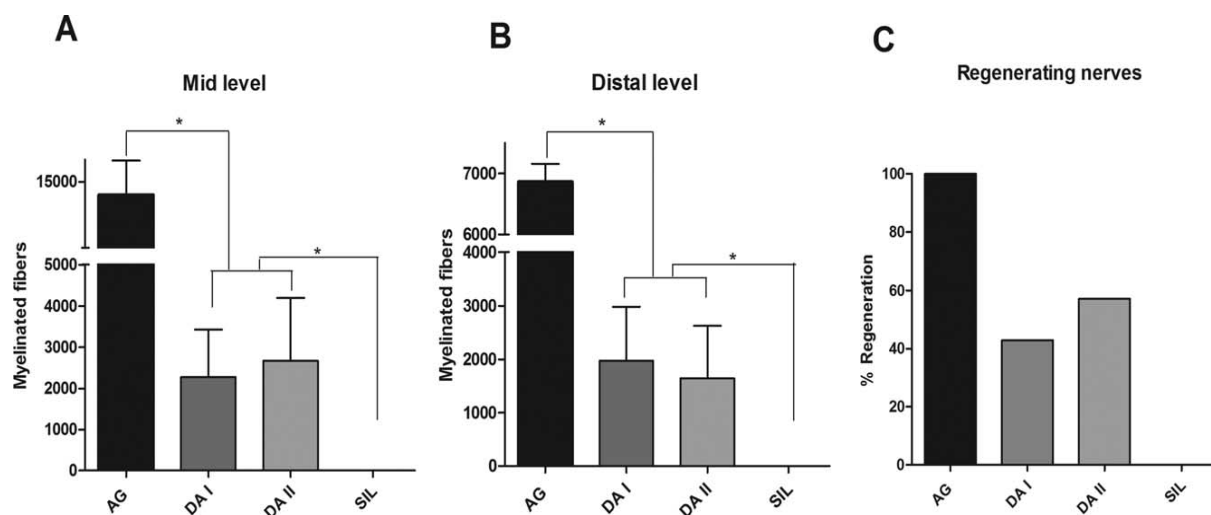 A
Mid level
*
*
Myelinated fibers
15000
5000
4000
3000
2000
1000
0
AG
DA I
DA II
SIL
B
Distal level
*
*
Myelinated fibers
7000
6000
4000
3000
2000
1000
0
AG
DA I
DA II
SIL
C
Regenerating nerves
% Regeneration
100
80
60
40
20
0
AG
DA I
DA II
SIL